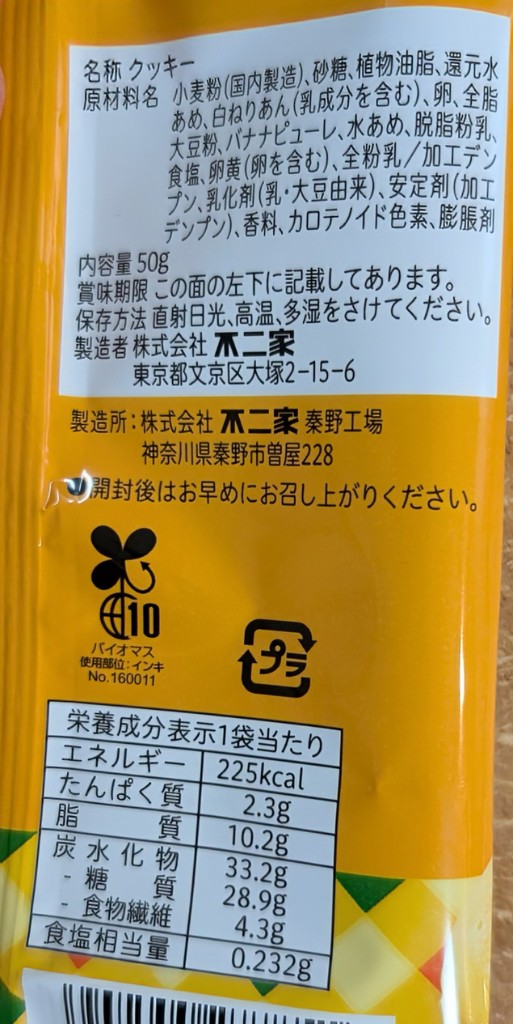 名称 クッキー
原材料名 小麦粉(国内製造)、砂糖、植物油脂、還元水
あめ、白ねりあん(乳成分を含む)、卵、全脂
大豆粉、バナナピューレ、水あめ、脱脂粉乳、
食塩、卵黄(卵を含む)、全粉乳/加工デン
プン、乳化剤(乳・大豆由来)、安定剤(加工
デンプン)、香料、カロテノイド色素、膨脹剤
内容量 50g
賞味期限 この面の左下に記載してあります。
保存方法 直射日光、高温、多湿をさけてください。
製造者 株式会社 不二家
東京都文京区大塚2-15-6
製造所:株式会社 不二家 秦野工場
神奈川県秦野市曽屋228
●開封後はお早めにお召し上がりください。
10
バイオマス
使用部位:インキ
No.160011
プラ
栄養成分表示1袋当たり
エネルギー 225kcal
たんぱく質 2.3g
脂質 10.2g
炭水化物 33.2g
- 糖質 28.9g
- 食物繊維 4.3g
食塩相当量 0.232g